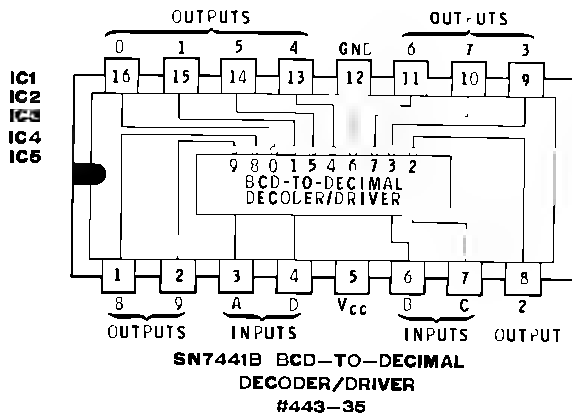 OUTPUTS OUTPUTS
0 1 5 4 GND 6 7 3
16 15 14 13 12 11 10 9
IC1
IC2
IC3
IC4
IC5
9 8 0 1 5 4 6 7 3 2
BCD-TO-DECIMAL
DECODER/DRIVER
1 2 3 4 5 6 7 8
8 9 A D VCC B C 2
OUTPUTS INPUTS INPUTS OUTPUT
SN7441B BCD-TO-DECIMAL
DECODER/DRIVER
#443-35